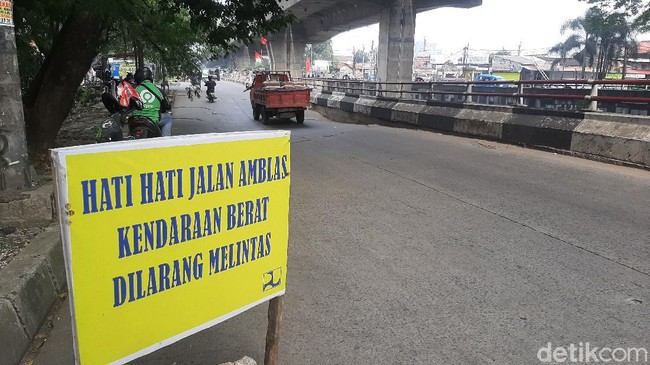 HATI HATI JALAN AMBLAS
KENDARAAN BERAT
DILARANG MELINTAS
detikcom